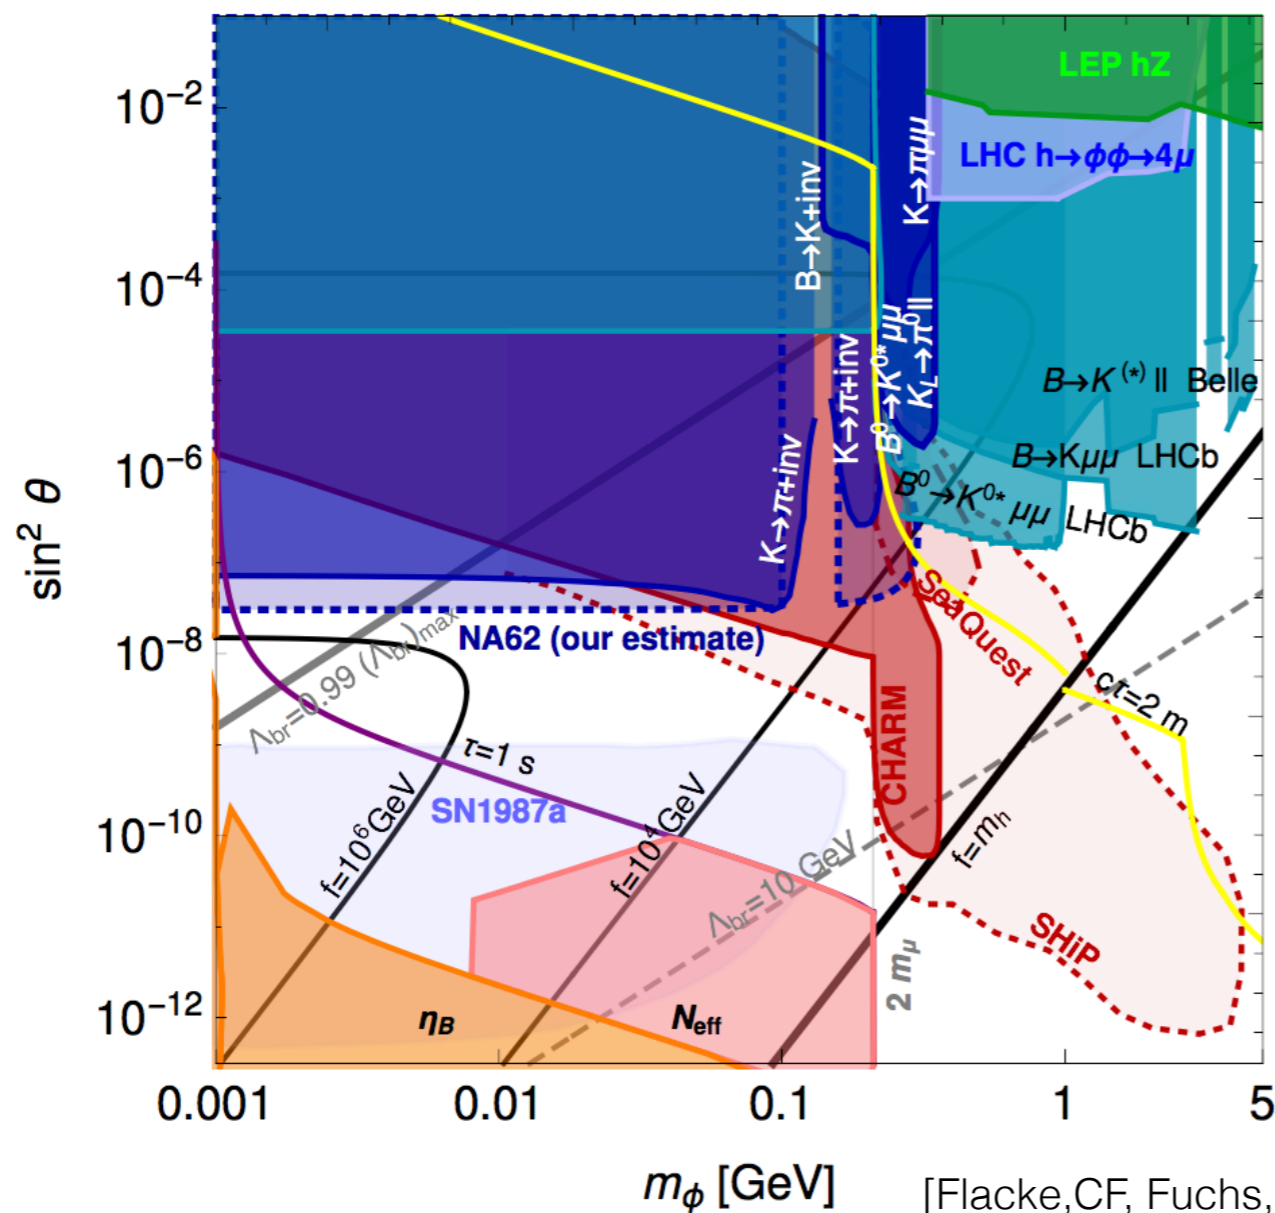 LEP hZ
10⁻²
LHC h→ϕϕ→4μ
K→πμμ
B→K+inv
10⁻⁴
K_L→π⁰ll
B⁰→K⁰* μμ
K→π+inv
B→K⁽*⁾ ll Belle
B→Kμμ LHCb
10⁻⁶
K→π+inv
B⁰→K⁰* μμ LHCb
sin² θ
SeaQuest
NA62 (our estimate)
10⁻⁸
Λbr=0.99 (Λbr)max
CHARM
cτ=2 m
τ=1 s
SN1987a
10⁻¹⁰
f=10⁶GeV
f=10⁴GeV
f=mₕ
Λbr=10 GeV
SHiP
2 mμ
10⁻¹²
ηB
Neff
0.001 0.01 0.1 1 5
mϕ [GeV]
[Flacke,CF, Fuchs,